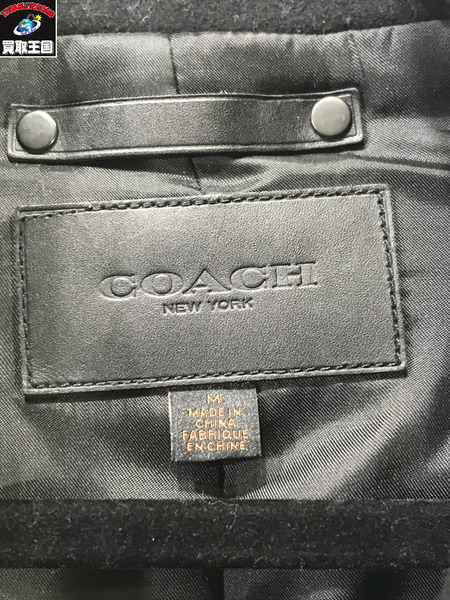 買取王国
COACH
NEW YORK
M
MADE IN
CHINA
FABRIQUE
EN CHINE